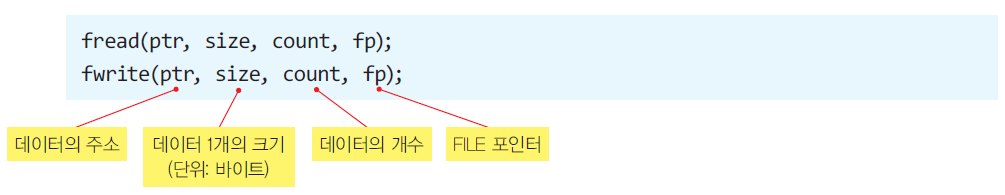 fread(ptr, size, count, fp);
fwrite(ptr, size, count, fp);
데이터의 주소
데이터 1개의 크기
(단위: 바이트)
데이터의 개수
FILE 포인터